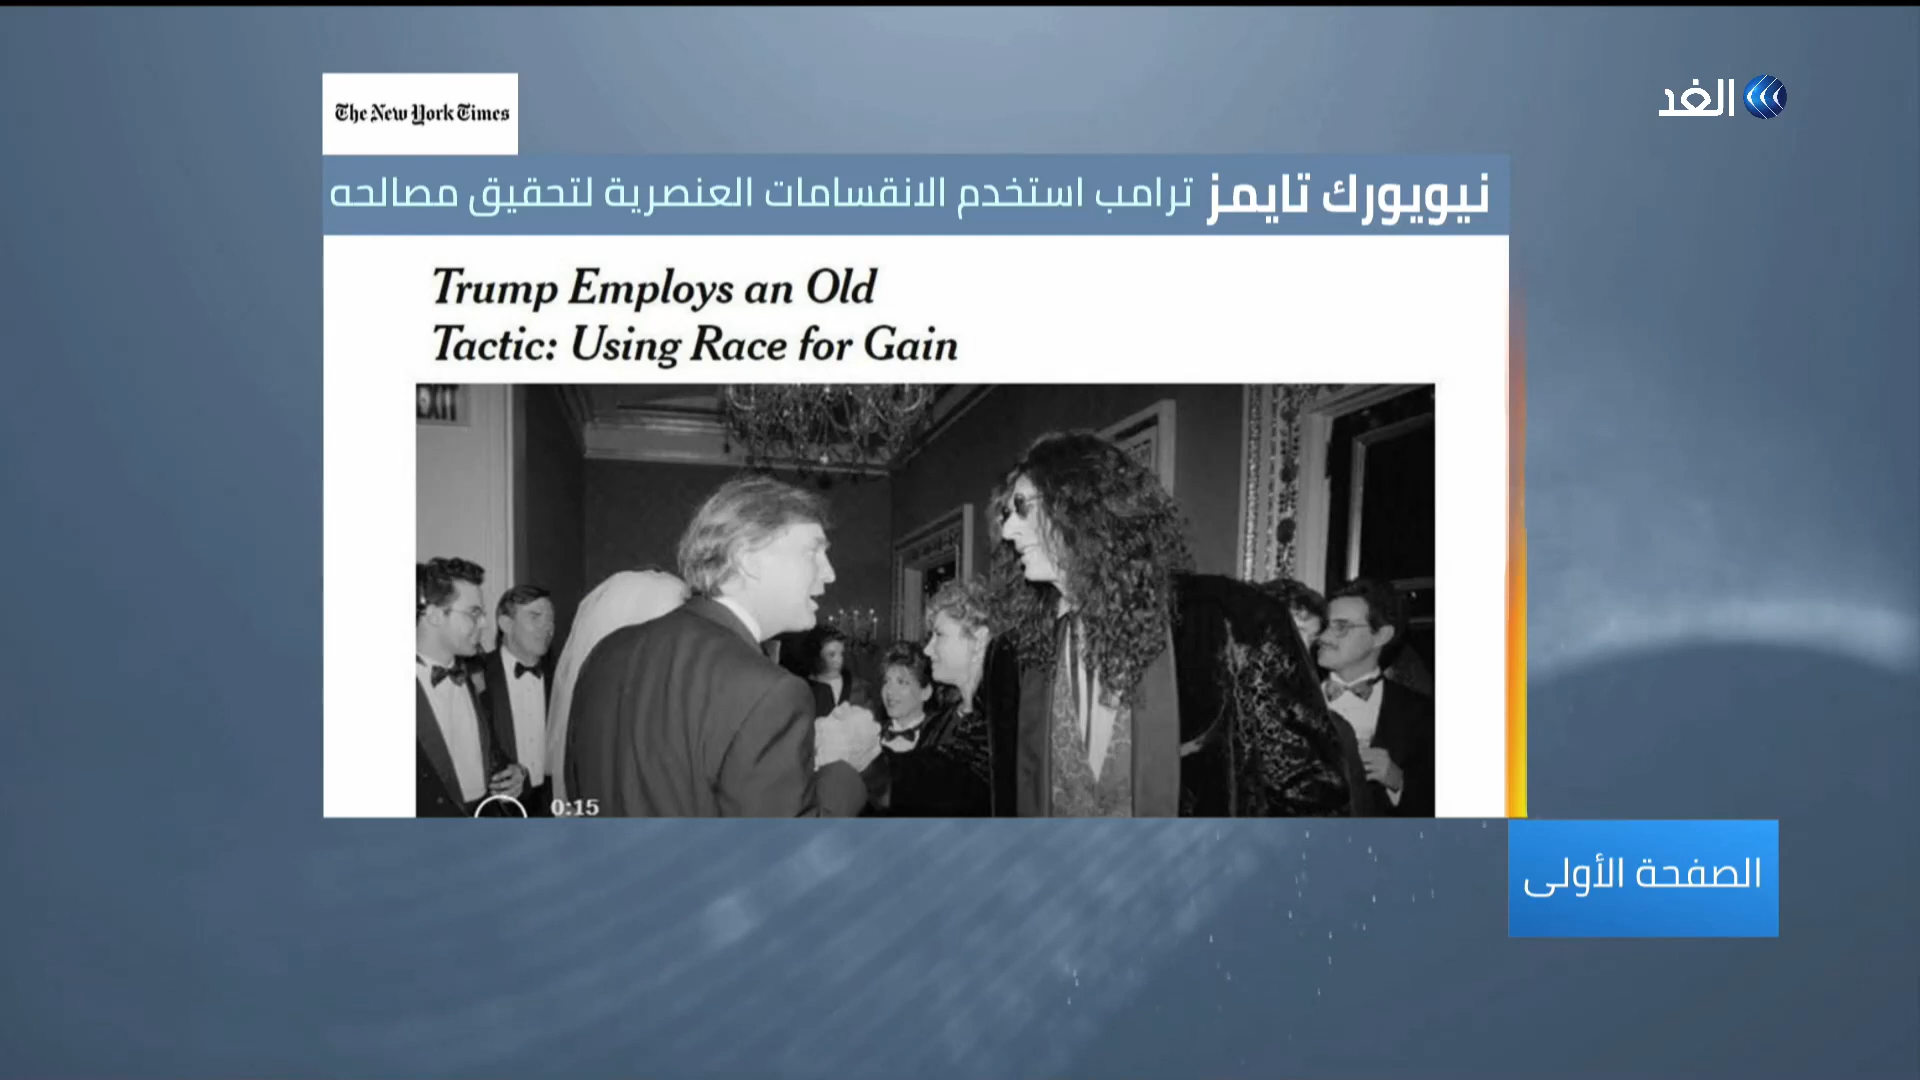 The New York Times
الغد
نيويورك تايمز ترامب استخدم الانقسامات العنصرية لتحقيق مصالحه
Trump Employs an Old
Tactic: Using Race for Gain
EXIT
0:15
الصفحة الأولى